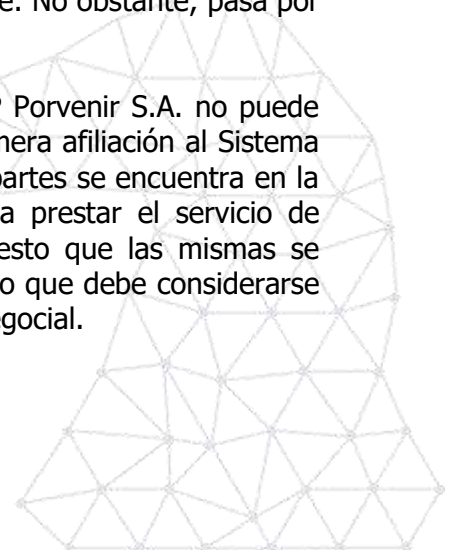 e. No obstante, pasa por
Porvenir S.A. no puede
mera afiliación al Sistema
partes se encuentra en la
a prestar el servicio de
esto que las mismas se
o que debe considerarse
egocial.